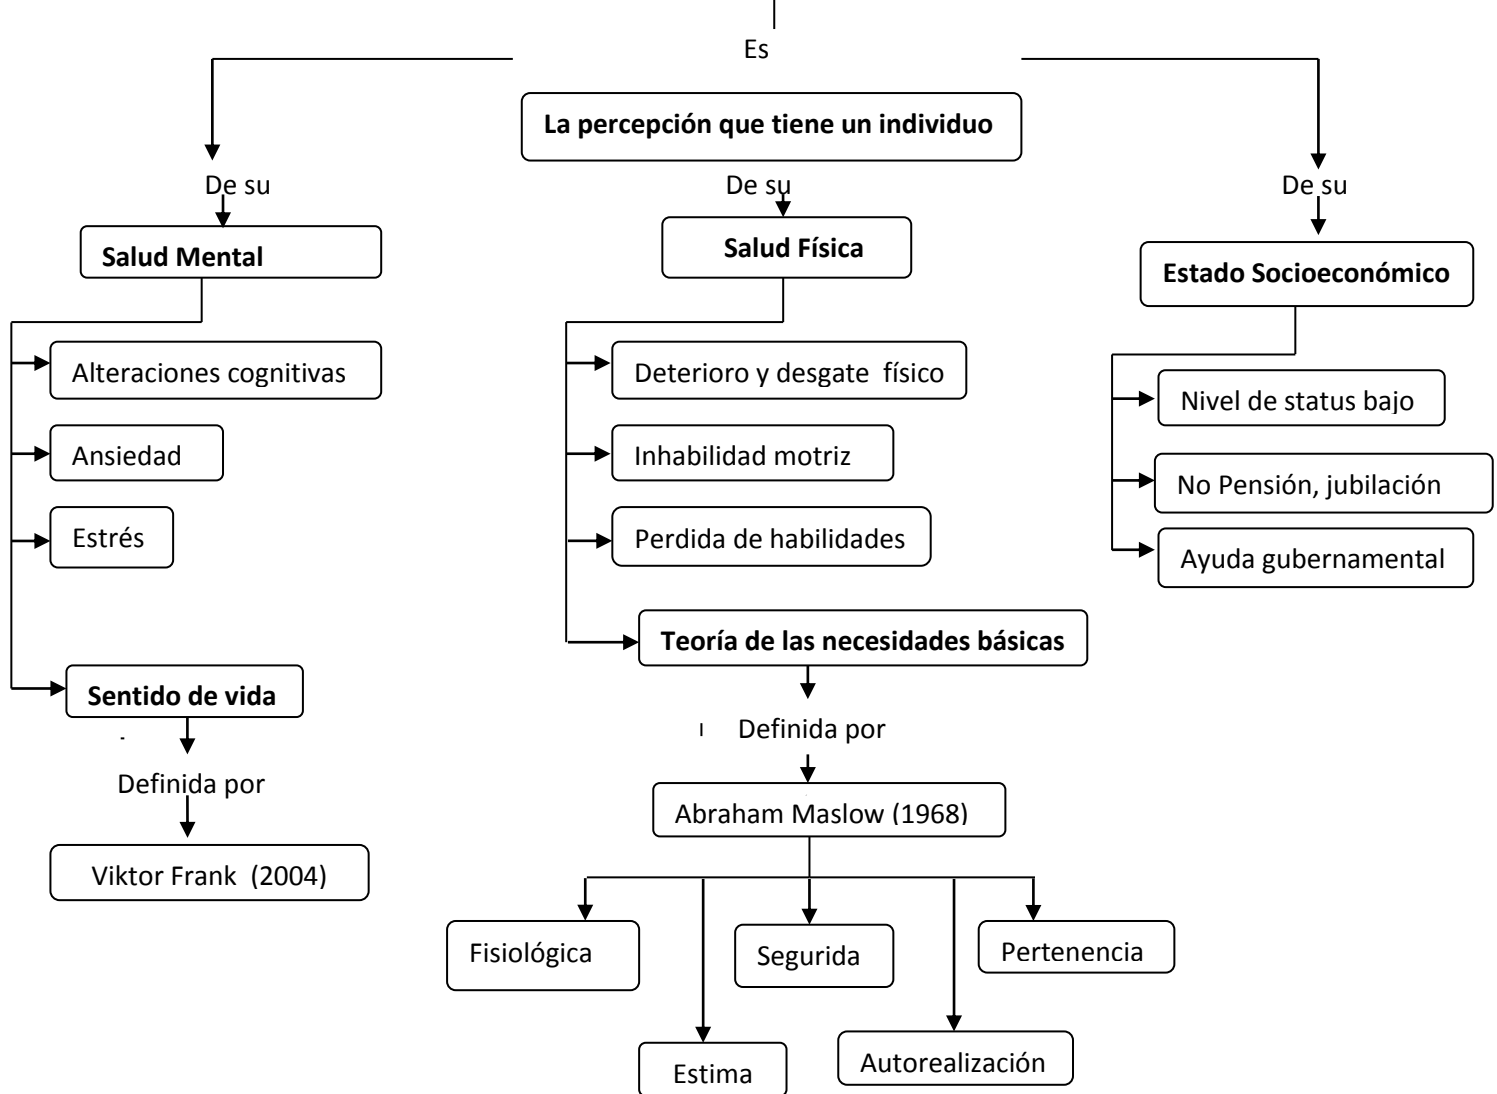 Es
La percepción que tiene un individuo
De su
De su
De su
Salud Mental
Salud Física
Estado Socioeconómico
Alteraciones cognitivas
Deterioro y desgate  físico
Nivel de status bajo
Ansiedad
Inhabilidad motriz
No Pensión, jubilación
Estrés
Perdida de habilidades
Ayuda gubernamental
Teoría de las necesidades básicas
Sentido de vida
Definida por
Definida por
Abraham Maslow (1968)
Viktor Frank  (2004)
Fisiológica
Segurida
Pertenencia
Estima
Autorealización